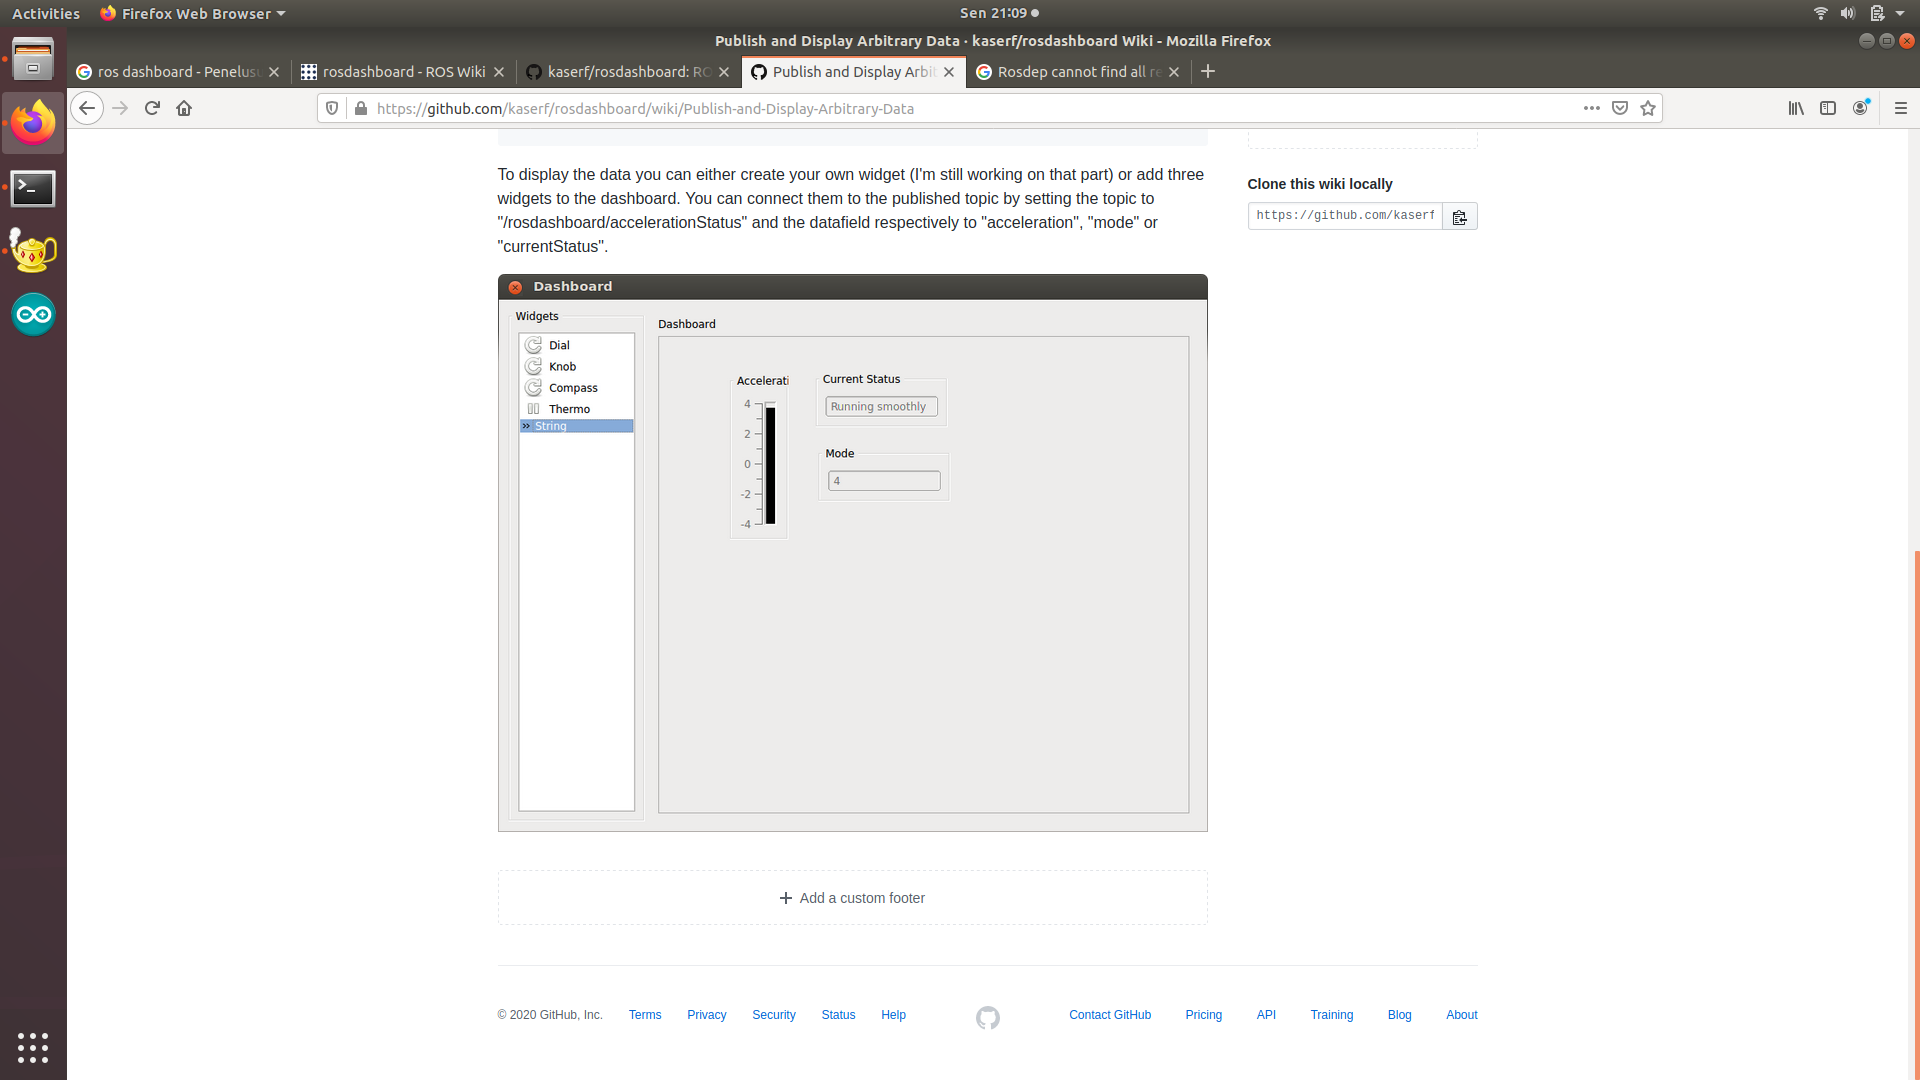 Activities
Firefox Web Browser
Sen 21:09
Publish and Display Arbitrary Data · kaserf/rosdashboard Wiki - Mozilla Firefox
ros dashboard - Penelusu
rosdashboard - ROS Wiki
kaserf/rosdashboard: RO
Publish and Display Arbit
Rosdep cannot find all re
https://github.com/kaserf/rosdashboard/wiki/Publish-and-Display-Arbitrary-Data
To display the data you can either create your own widget (I'm still working on that part) or add three
widgets to the dashboard. You can connect them to the published topic by setting the topic to
"/rosdashboard/accelerationStatus" and the datafield respectively to "acceleration", "mode" or
"currentStatus".
Clone this wiki locally
https://github.com/kaserf
Dashboard
Widgets
Dial
Knob
Compass
Thermo
String
Dashboard
Accelerati
4
2
0
-2
-4
Current Status
Running smoothly
Mode
4
Add a custom footer
© 2020 GitHub, Inc.
Terms
Privacy
Security
Status
Help
Contact GitHub
Pricing
API
Training
Blog
About